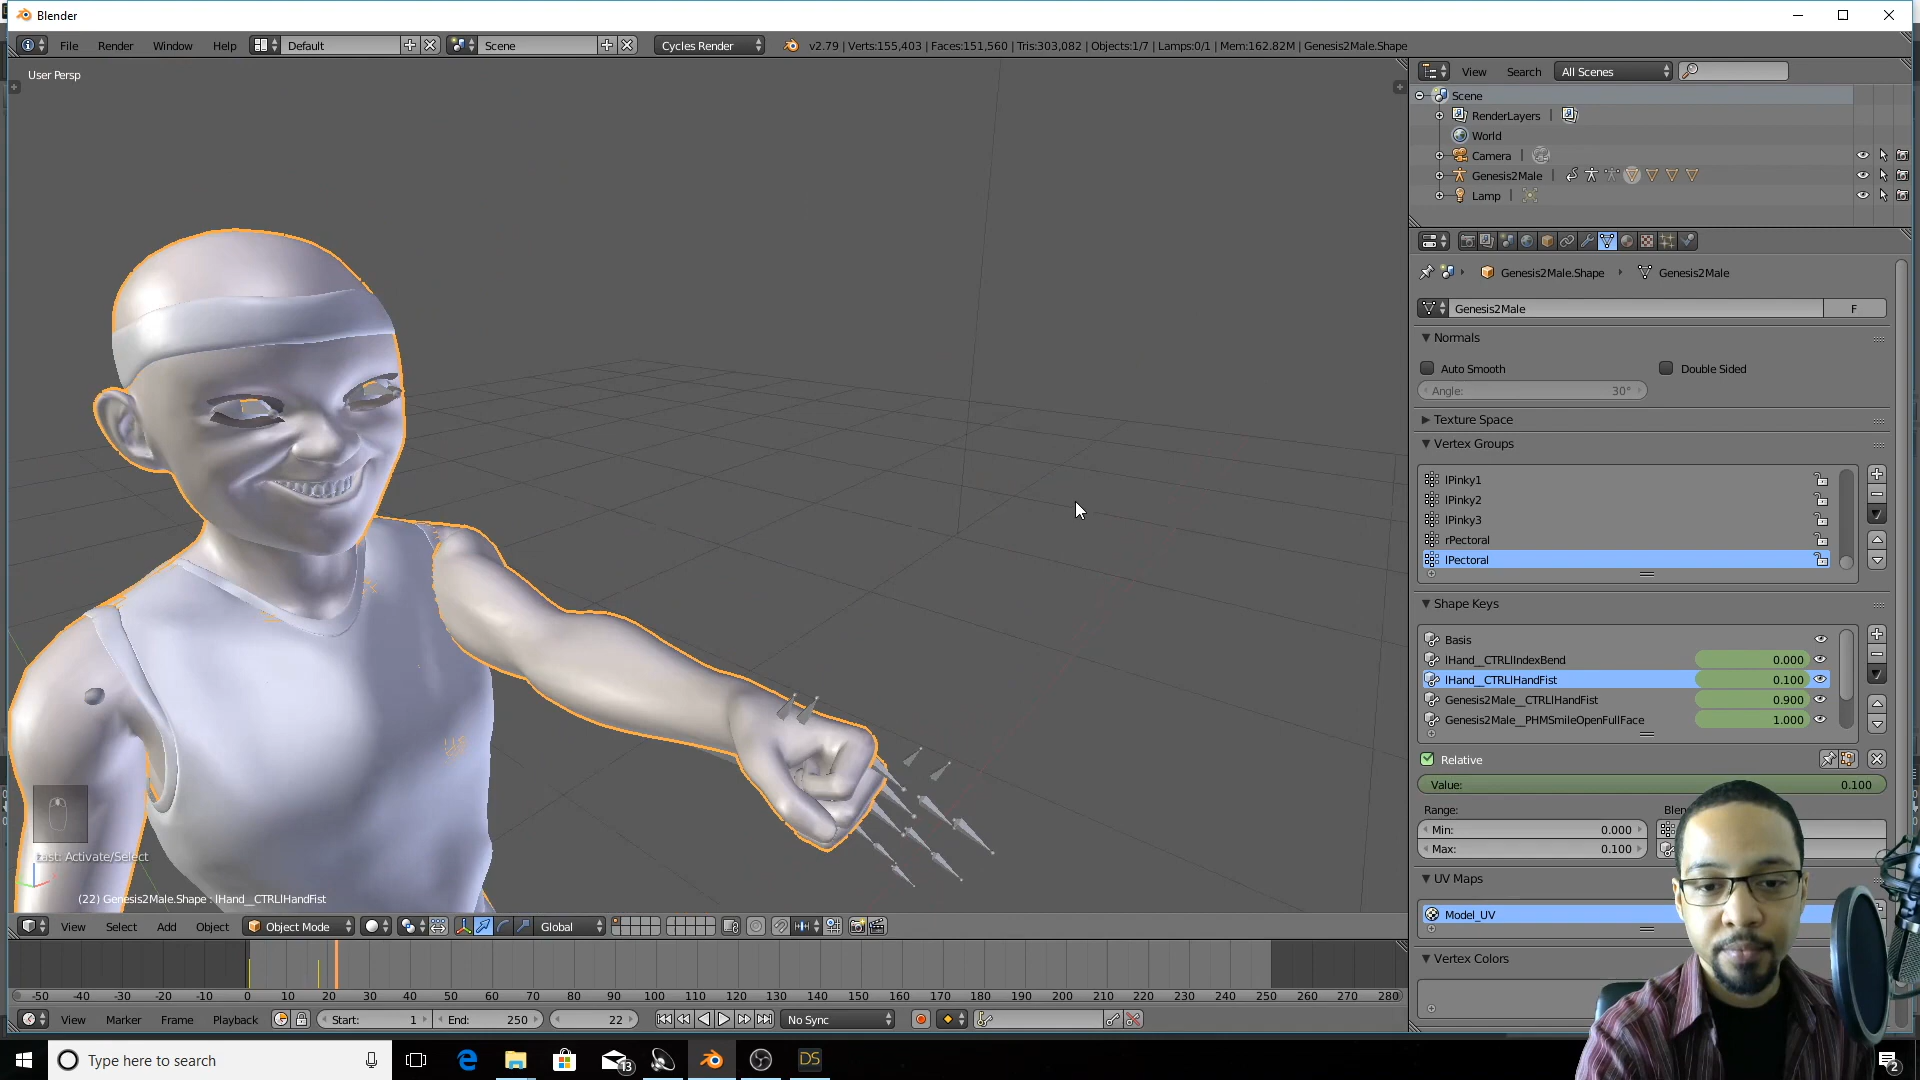 Blender
File Render Window Help Default Scene Cycles Render v2.79 | Verts:155,403 | Faces:151,560 | Tris:303,082 | Objects:1/7 | Lamps:0/1 | Mem:162.82M | Genesis2Male.Shape
User Persp
View Search All Scenes
Scene
RenderLayers
World
Camera
Genesis2Male
Lamp
Genesis2Male.Shape Genesis2Male
Genesis2Male F
Normals
Auto Smooth Double Sided
Angle: 30°
Texture Space
Vertex Groups
lPinky1
lPinky2
lPinky3
rPectoral
lPectoral
Shape Keys
Basis
lHand__CTRLlIndexBend 0.000
lHand__CTRLlHandFist 0.100
Genesis2Male__CTRLlHandFist 0.900
Genesis2Male__PHMSmileOpenFullFace 1.000
Relative
Value: 0.100
Range:
Min: 0.000
Max: 0.100
UV Maps
Model_UV
Vertex Colors
Last: Activate/Select
(22) Genesis2Male.Shape : lHand__CTRLlHandFist
View Select Add Object Object Mode Global
-50 -40 -30 -20 -10 0 10 20 30 40 50 60 70 80 90 100 110 120 130 140 150 160 170 180 190 200 210 220 230 240 250 260 270 280
View Marker Frame Playback Start: 1 End: 250 22 No Sync
Type here to search 13 DS 2